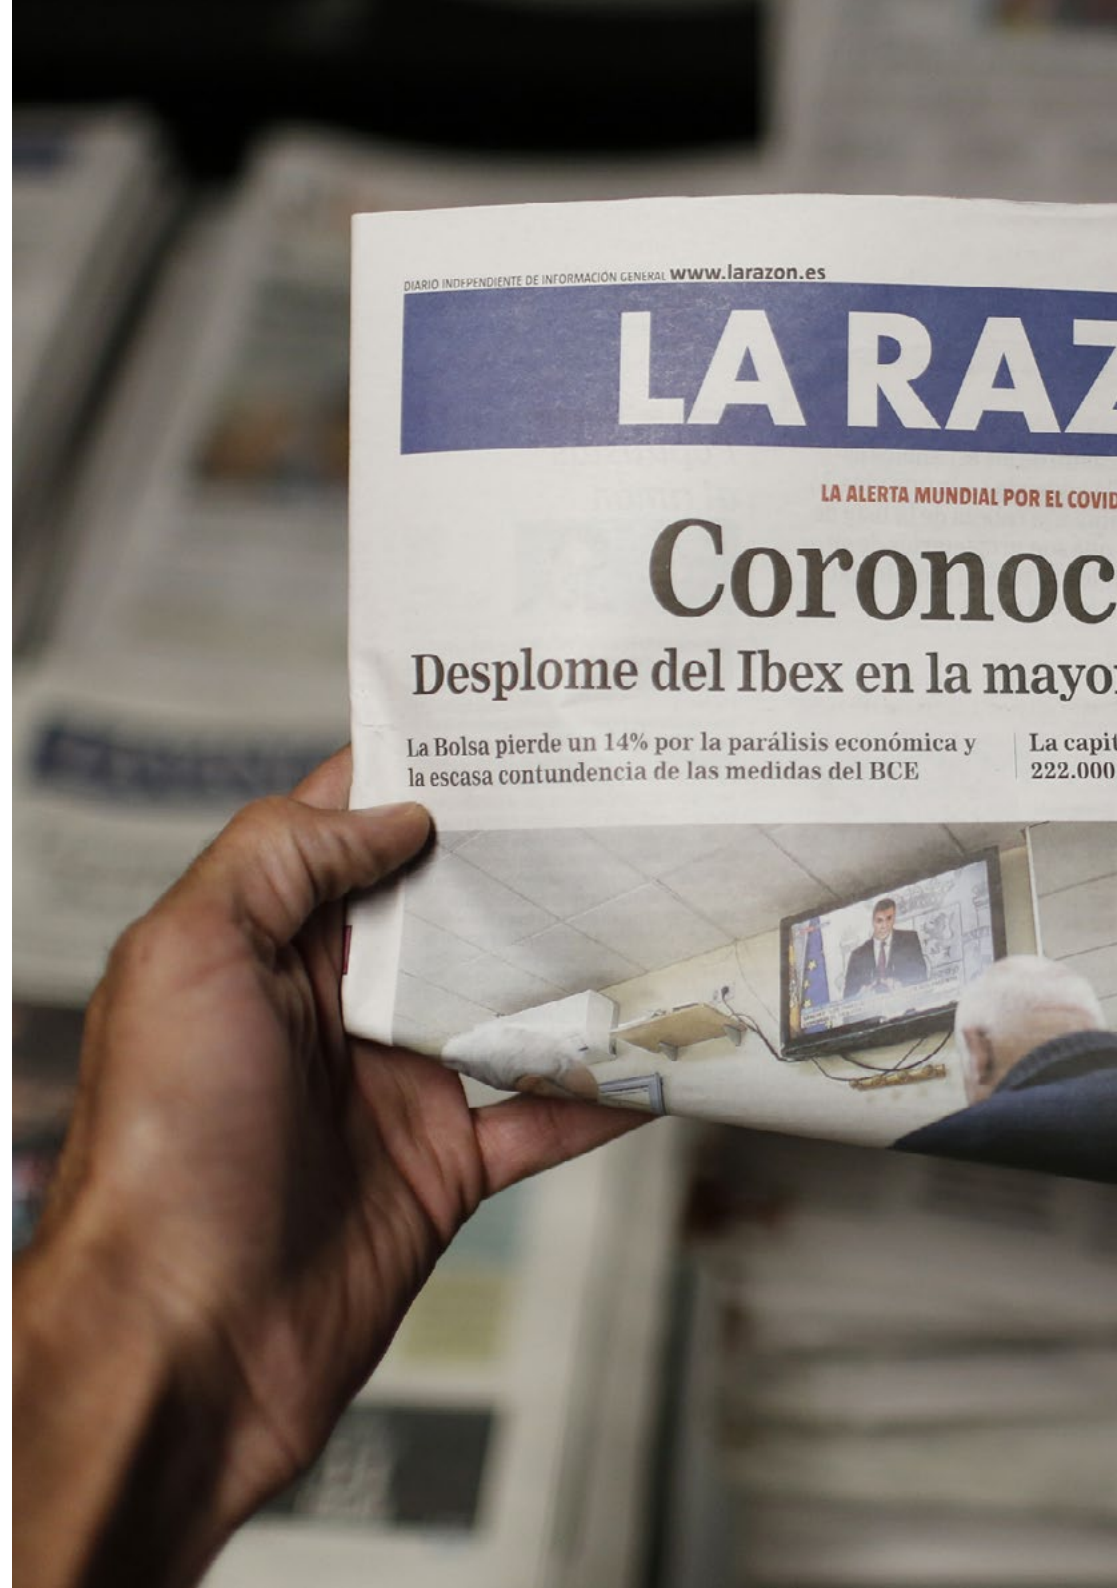 DIARIO INDEPENDIENTE DE INFORMACIÓN GENERAL www.larazon.es
LA RAZ
LA ALERTA MUNDIAL POR EL COVID
Coronoc
Desplome del Ibex en la mayor
La Bolsa pierde un 14% por la parálisis económica y
la escasa contundencia de las medidas del BCE
La capit
222.000